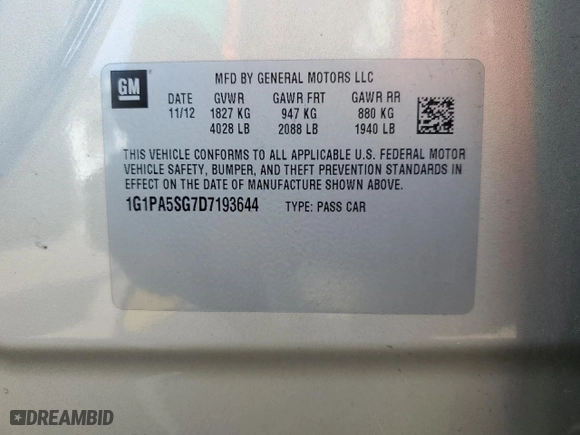 GM
MFD BY GENERAL MOTORS LLC
DATE GVWR GAWR FRT GAWR RR
11/12 1827 KG 947 KG 880 KG
4028 LB 2088 LB 1940 LB
THIS VEHICLE CONFORMS TO ALL APPLICABLE U.S. FEDERAL MOTOR
VEHICLE SAFETY, BUMPER, AND THEFT PREVENTION STANDARDS IN
EFFECT ON THE DATE OF MANUFACTURE SHOWN ABOVE.
1G1PA5SG7D7193644 TYPE: PASS CAR
DREAMBID